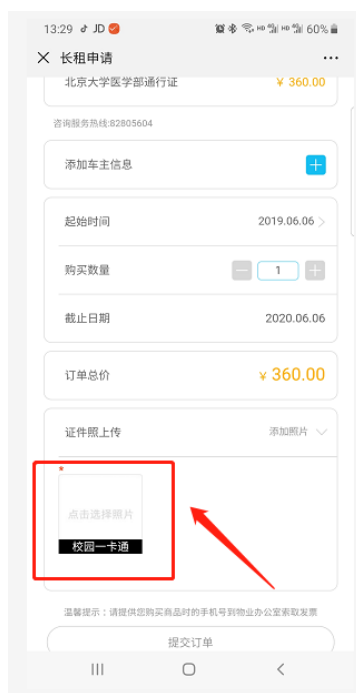 13:29 JD 60%
长租申请
北京大学医学部通行证 ¥ 360.00
咨询服务热线:82805604
添加车主信息
起始时间 2019.06.06
购买数量 1
截止日期 2020.06.06
订单总价 ¥ 360.00
证件照上传 添加照片
*
点击选择照片
校园一卡通
温馨提示：请提供您购买商品时的手机号到物业办公室索取发票
提交订单